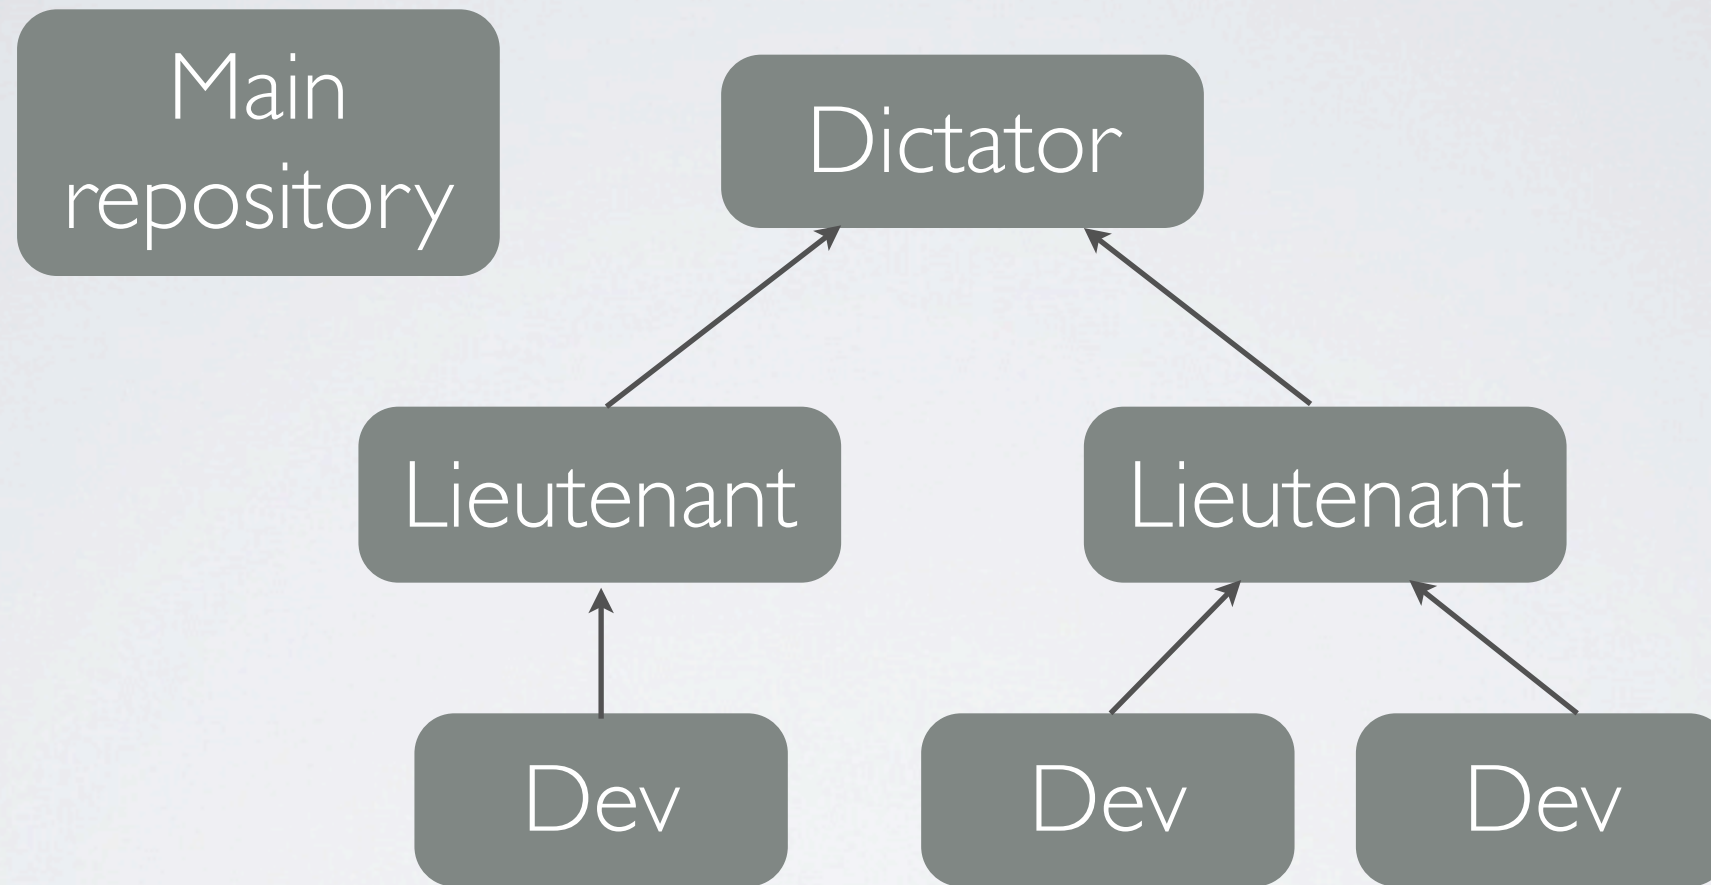 Main
repository
Dictator
Lieutenant
Lieutenant
Dev
Dev
Dev